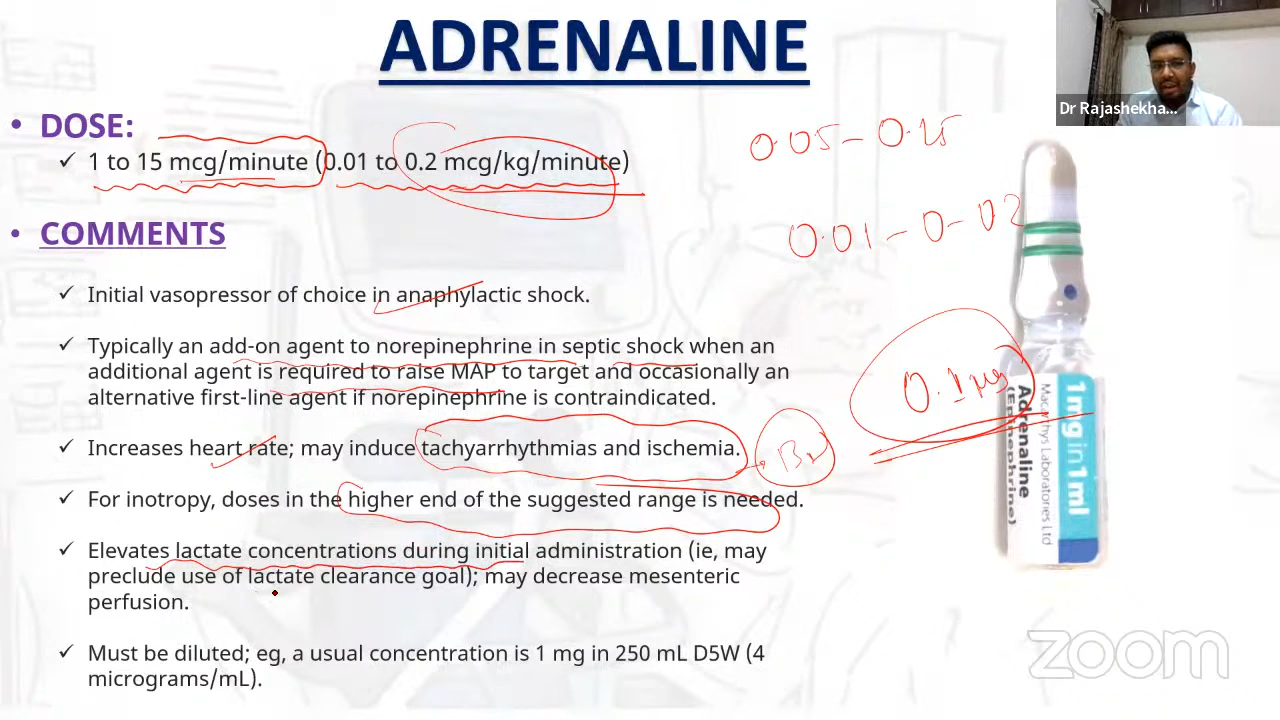 ADRENALINE
Dr Rajashekha...
• DOSE:
✓ 1 to 15 mcg/minute (0.01 to 0.2 mcg/kg/minute)
0.05 - 0.25
• COMMENTS
0.01 - 0-02
✓ Initial vasopressor of choice in anaphylactic shock.
✓ Typically an add-on agent to norepinephrine in septic shock when an
additional agent is required to raise MAP to target and occasionally an
alternative first-line agent if norepinephrine is contraindicated.
0.1 µg
✓ Increases heart rate; may induce tachyarrhythmias and ischemia.
✓ For inotropy, doses in the higher end of the suggested range is needed.
✓ Elevates lactate concentrations during initial administration (ie, may
preclude use of lactate clearance goal); may decrease mesenteric
perfusion.
✓ Must be diluted; eg, a usual concentration is 1 mg in 250 mL D5W (4
micrograms/mL).
1mg in 1ml
Laboratories Ltd
Adrenaline
(Epinephrine)
zoom